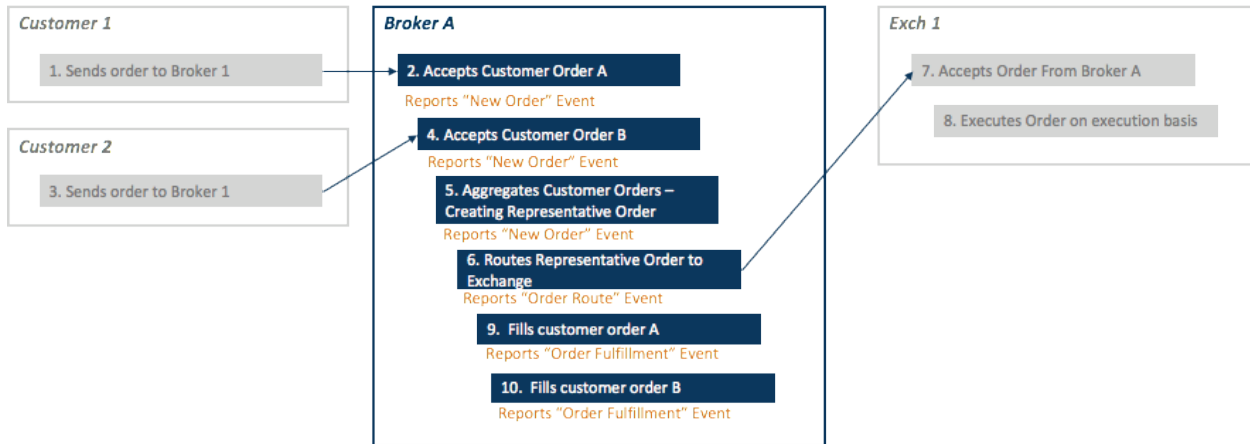 Customer 1
1. Sends order to Broker 1
Customer 2
3. Sends order to Broker 1
Broker A
2. Accepts Customer Order A
Reports "New Order" Event
4. Accepts Customer Order B
Reports "New Order" Event
5. Aggregates Customer Orders –
Creating Representative Order
Reports "New Order" Event
6. Routes Representative Order to
Exchange
Reports "Order Route" Event
9. Fills customer order A
Reports "Order Fulfillment" Event
10. Fills customer order B
Reports "Order Fulfillment" Event
Exch 1
7. Accepts Order From Broker A
8. Executes Order on execution basis